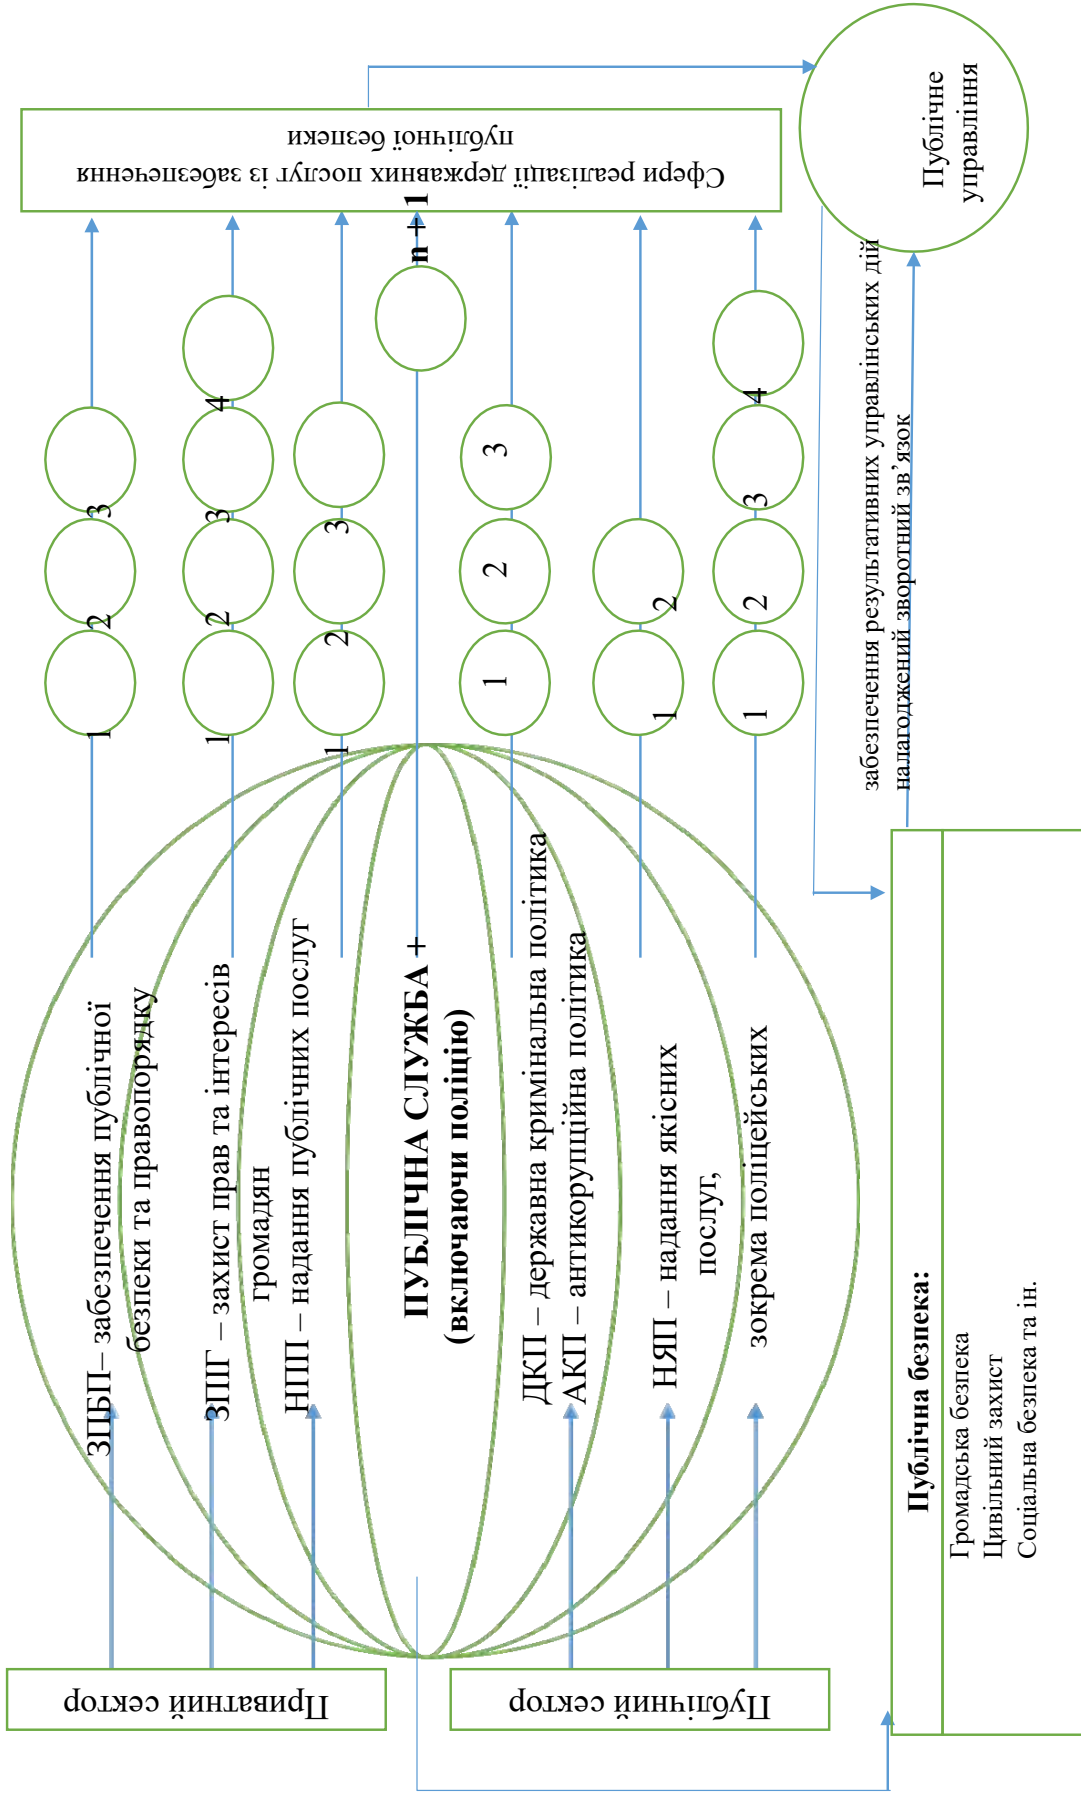 Сфери реалізації державних послуг із забезпечення
публічної безпеки
Публічне
управління
n + 1
1
2
3
1
2
3
4
1
2
3
1
2
3
1
2
1
2
3
4
забезпечення результативних управлінських дій
налагоджений зворотний зв’язок
ЗПБП– забезпечення публічної
безпеки та правопорядку
ЗПГ – захист прав та інтересів
громадян
НПП – надання публічних послуг
ПУБЛІЧНА СЛУЖБА +
(включаючи поліцію)
ДКП – державна кримінальна політика
АКП – антикорупційна політика
НЯП – надання якісних
послуг,
зокрема поліцейських
Приватний сектор
Публічний сектор
Публічна безпека:
Громадська безпека
Цивільний захист
Соціальна безпека та ін.